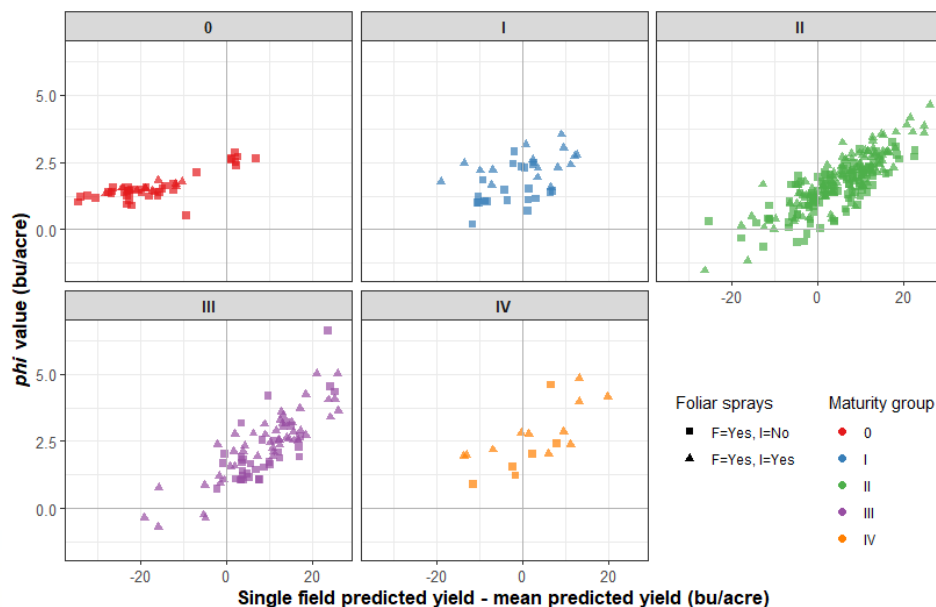 0
I
II
5.0
2.5
0.0
-20
0
20
III
IV
5.0
2.5
0.0
-20
0
20
-20
0
20
phi value (bu/acre)
Single field predicted yield - mean predicted yield (bu/acre)
Foliar sprays
F=Yes, I=No
F=Yes, I=Yes
Maturity group
0
I
II
III
IV